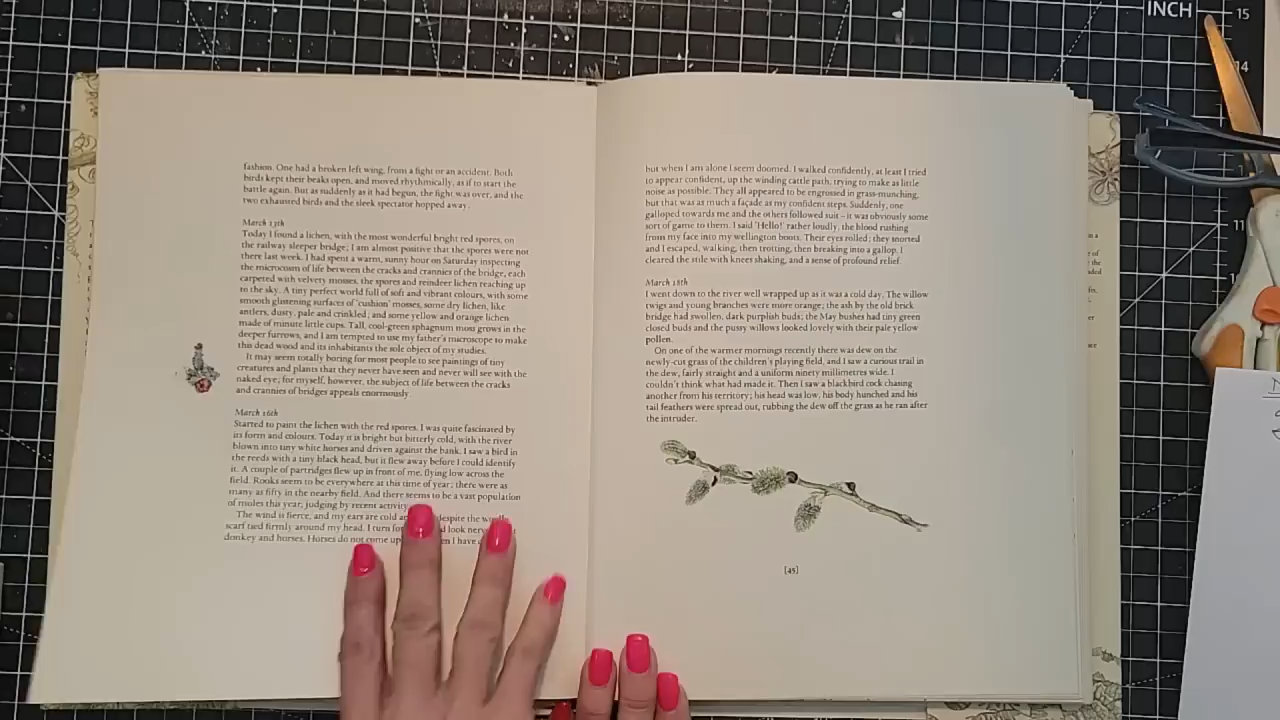 fashion. One had a broken left wing, from a fight or an accident. Both
birds kept their beaks open, and moved rhythmically, as if to start the
battle again. But as suddenly as it had begun, the fight was over, and the
two exhausted birds and the sleek spectator hopped away.
March 13th
Today I found a lichen, with the most wonderful bright red spores, on
the railway sleeper bridge; I am almost positive that the spores were not
there last week. I had spent a warm, sunny hour on Saturday inspecting
the microcosm of life between the cracks and crannies of the bridge, each
carpeted with velvety mosses, the spores and reindeer lichen reaching up
to the sky. A tiny perfect world full of soft and vibrant colours, with some
smooth glistening surfaces of 'cushion' mosses, some dry lichen, like
antlers, dusty, pale and crinkled; and some yellow and orange lichen
made of minute little cups. Tall, cool-green sphagnum moss grows in the
deeper furrows, and I am tempted to use my father's microscope to make
this dead wood and its inhabitants the sole object of my studies.
It may seem totally boring for most people to see paintings of tiny
creatures and plants that they never have seen and never will see with the
naked eye; for myself, however, the subject of life between the cracks
and crannies of bridges appeals enormously.
March 16th
Started to paint the lichen with the red spores. I was quite fascinated by
its form and colours. Today it is bright but bitterly cold, with the river
blown into tiny white horses and driven against the bank. I saw a bird in
the reeds with a tiny black head, but it flew away before I could identify
it. A couple of partridges flew up in front of me, flying low across the
field. Rooks seem to be everywhere at this time of year; there were as
many as fifty in the nearby field. And there seems to be a vast population
of moles this year, judging by recent activity
The wind is fierce, and my ears are cold despite the
scarf tied firmly around my head. I turn look
donkey and horses. Horses do not come up I have
but when I am alone I seem doomed. I walked confidently, at least I tried
to appear confident, up the winding cattle path, trying to make as little
noise as possible. They all appeared to be engrossed in grass-munching,
but that was as much a façade as my confident steps. Suddenly, one
galloped towards me and the others followed suit – it was obviously some
sort of game to them. I said 'Hello!' rather loudly, the blood rushing
from my face into my wellington boots. Their eyes rolled; they snorted
and I escaped, walking, then trotting, then breaking into a gallop. I
cleared the stile with knees shaking, and a sense of profound relief.
March 18th
I went down to the river well wrapped up as it was a cold day. The willow
twigs and young branches were more orange; the ash by the old brick
bridge had swollen, dark purplish buds; the May bushes had tiny green
closed buds and the pussy willows looked lovely with their pale yellow
pollen.
On one of the warmer mornings recently there was dew on the
newly-cut grass of the children's playing field, and I saw a curious trail in
the dew, fairly straight and a uniform ninety millimetres wide. I
couldn't think what had made it. Then I saw a blackbird cock chasing
another from his territory; his head was low, his body hunched and his
tail feathers were spread out, rubbing the dew off the grass as he ran after
the intruder.
[45]
INCH 15
14
11